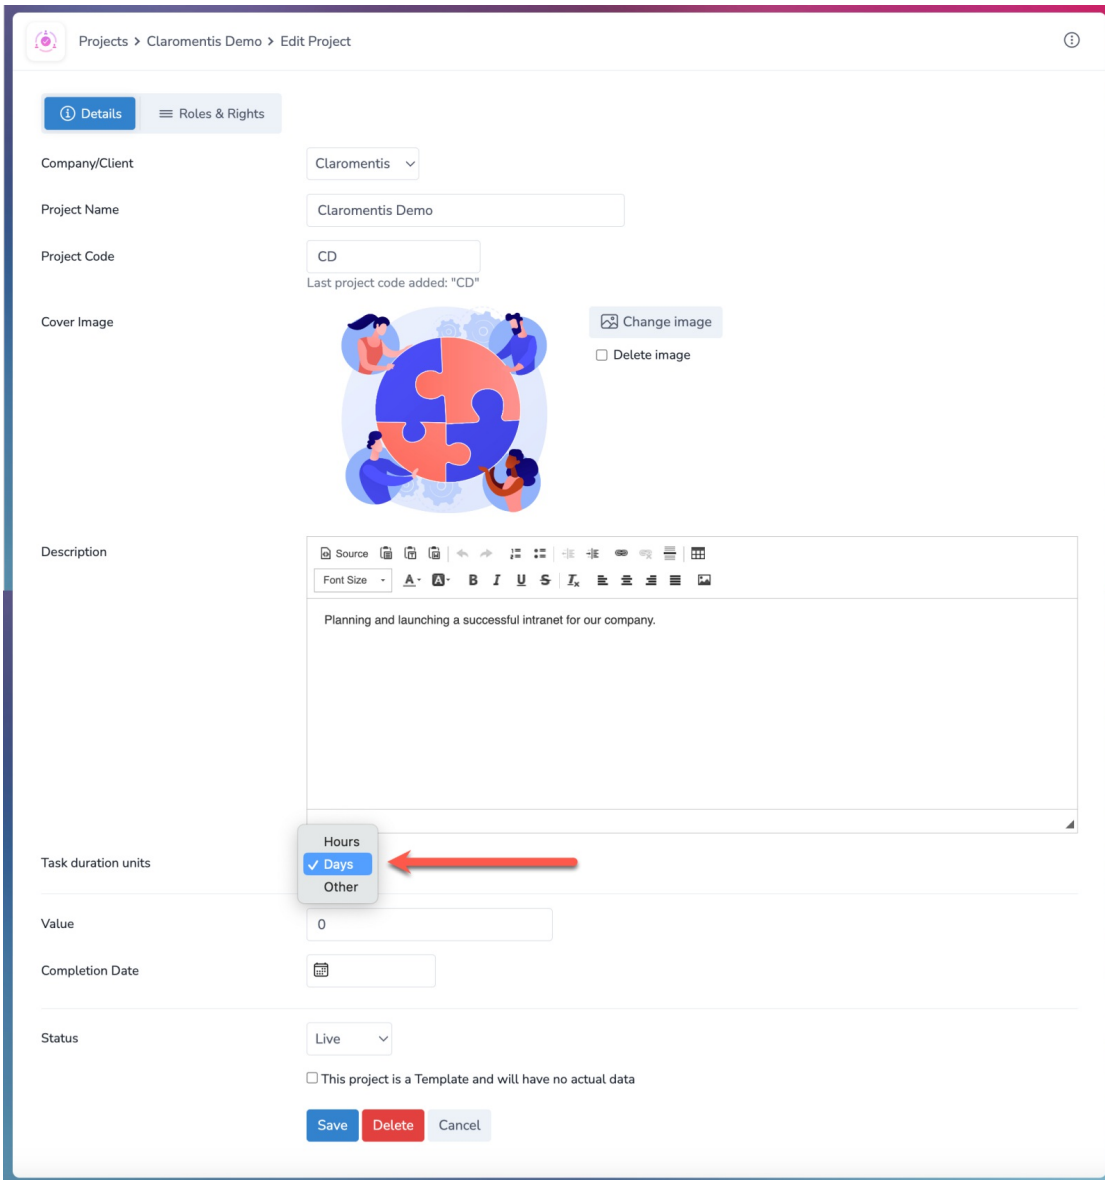 Projects > Claromentis Demo > Edit Project
Details
Roles & Rights
Company/Client
Claromentis
Project Name
Claromentis Demo
Project Code
CD
Last project code added: "CD"
Cover Image
Change image
Delete image
Description
Source
Font Size
A
A
B I U S Tx
Planning and launching a successful intranet for our company.
Hours
Task duration units
✓ Days
Other
Value
0
Completion Date
Status
Live
This project is a Template and will have no actual data
Save
Delete
Cancel